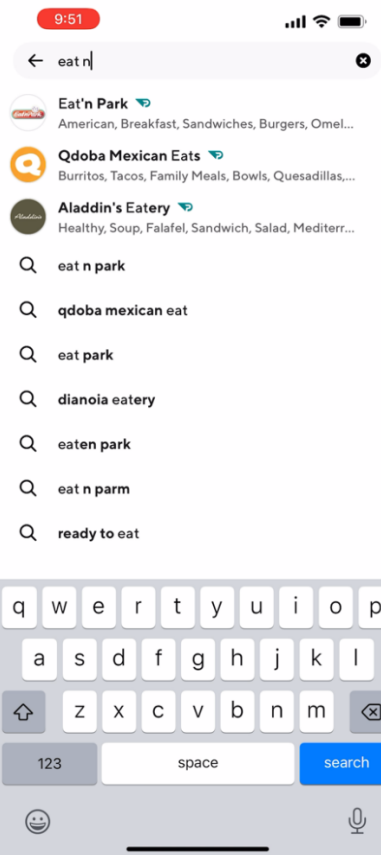 9:51
eat n
Eat'n Park
American, Breakfast, Sandwiches, Burgers, Omel...
Qdoba Mexican Eats
Burritos, Tacos, Family Meals, Bowls, Quesadillas,...
Aladdin's Eatery
Healthy, Soup, Falafel, Sandwich, Salad, Mediterr...
eat n park
qdoba mexican eat
eat park
dianoia eatery
eaten park
eat n parm
ready to eat
q w e r t y u i o p
a s d f g h j k l
z x c v b n m
123 space search